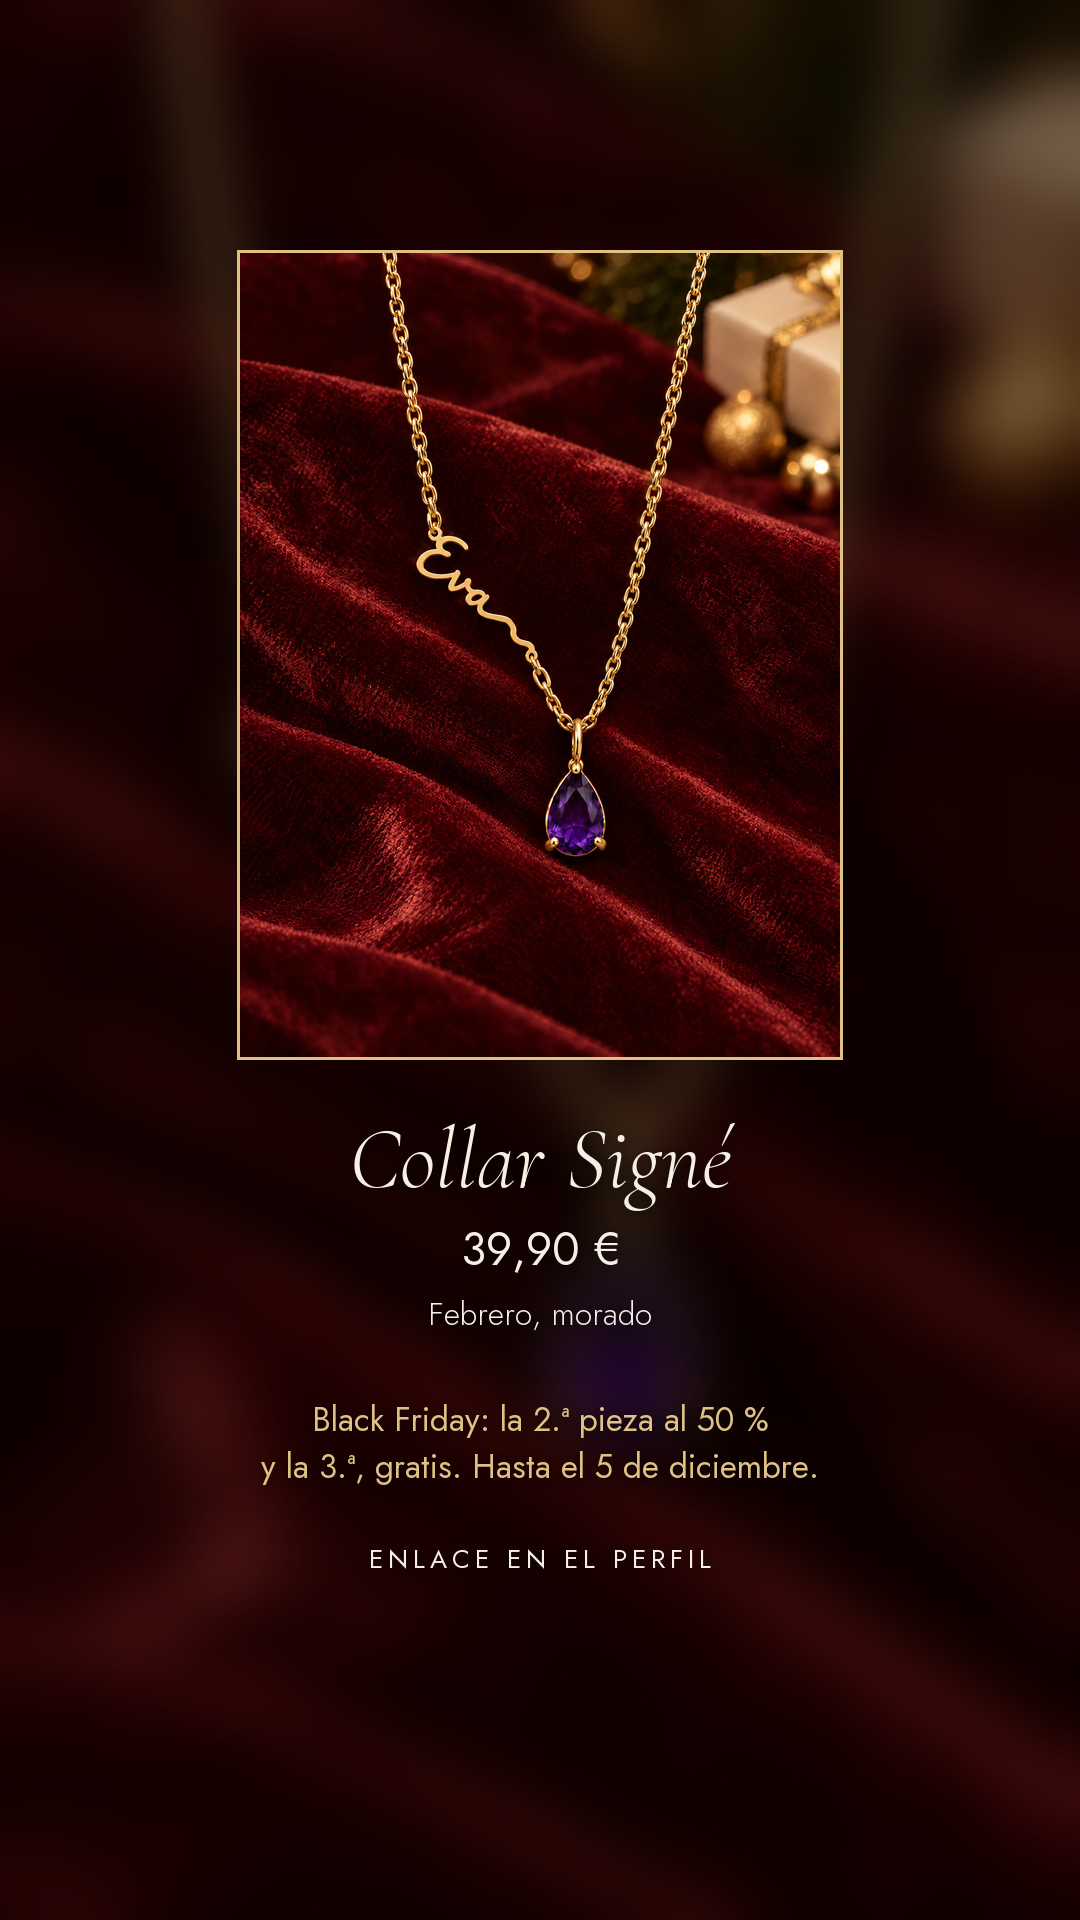 Eva
Collar Signé
39,90 €
Febrero, morado
Black Friday: la 2.ª pieza al 50 %
y la 3.ª, gratis. Hasta el 5 de diciembre.
ENLACE EN EL PERFIL